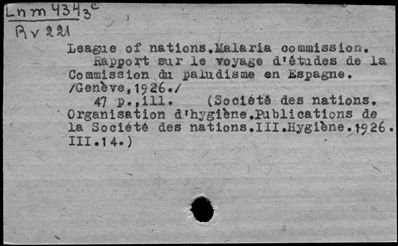 Lnm 4343c
Rv 221
League of nations.Malaria commission.
Rapport sur le voyage d'études de la
Commission du paludisme en Espagne.
/Genève,1926./
47 p.,ill. (Société des nations.
Organisation d'hygiène.Publications de
la Société des nations.III.Hygiène.1926.
III.14.)